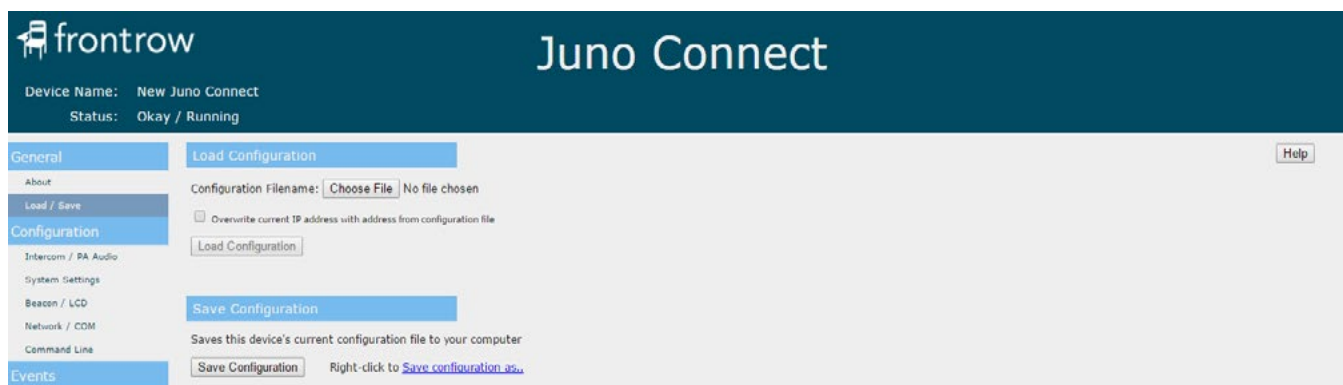 frontrow
Juno Connect
Device Name: New Juno Connect
Status: Okay / Running
General
About
Load / Save
Configuration
Intercom / PA Audio
System Settings
Beacon / LCD
Network / COM
Command Line
Events
Load Configuration
Help
Configuration Filename: Choose File No file chosen
Overwrite current IP address with address from configuration file
Load Configuration
Save Configuration
Saves this device's current configuration file to your computer
Save Configuration Right-click to Save configuration as..